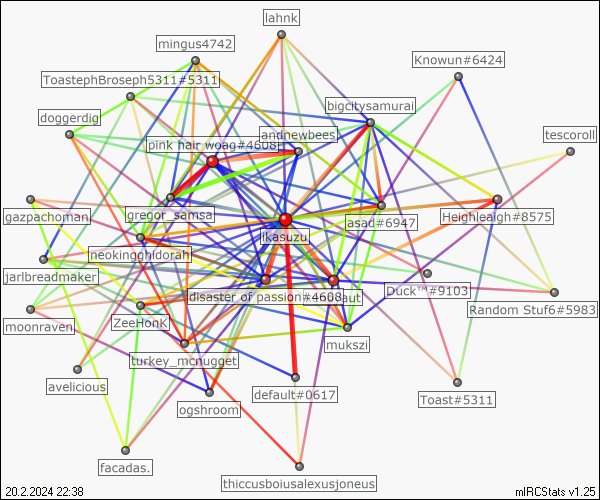 lahnk
mingus4742
Knowun#6424
ToastephBroseph5311#5311
bigcitysamurai
doggerdig
andnewbees
tescoroll
pink hair woag#4608
gregor_samsa
gazpachoman
Heighleigh#8575
asad#6947
ikasuzu
neokingghidorah
jarlbreadmaker
Duck™#9103
disaster of passion#4608
aut
Random Stuf6#5983
moonraven
ZeeHonK
mukszi
turkey_mcnugget
avelicious
default#0617
Toast#5311
ogshroom
facadas.
thiccusboiusalexusjoneus
20.2.2024 22:38
mIRCStats v1.25